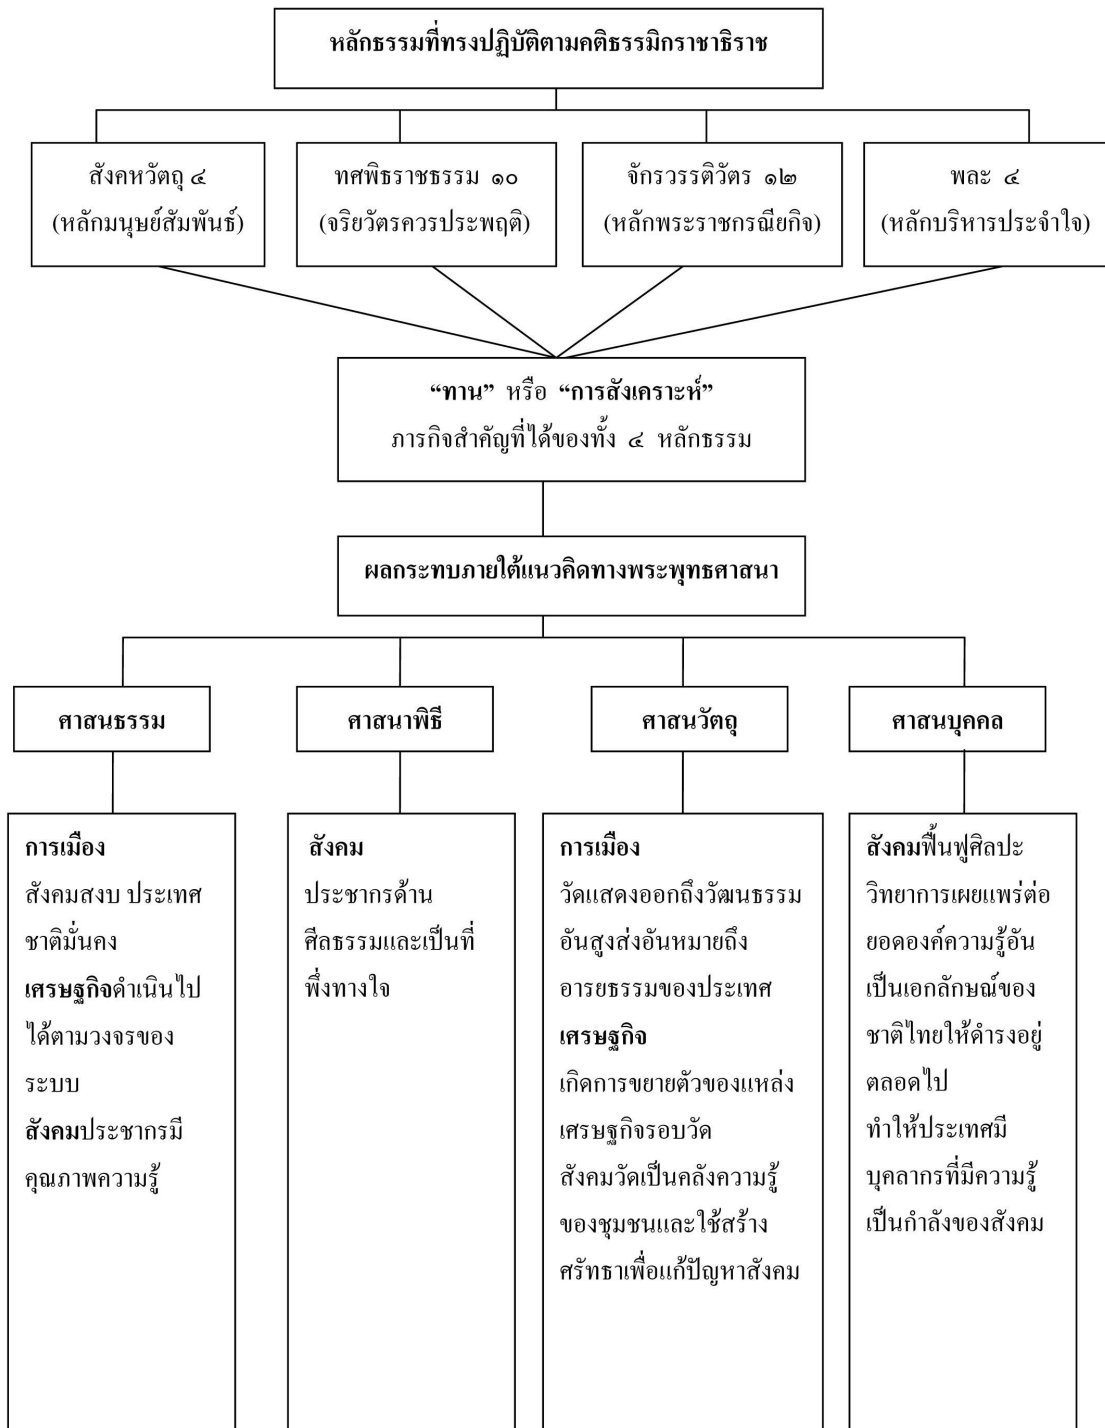 หลักธรรมที่ทรงปฏิบัติตามคติธรรมิกราชาธิราช
สังคหวัตถุ ๔
(หลักมนุษย์สัมพันธ์)
ทศพิธราชธรรม ๑๐
(จริยวัตรควรประพฤติ)
จักรวรรติวัตร ๑๒
(หลักพระราชกรณียกิจ)
พละ ๔
(หลักบริหารประจำใจ)
“ทาน” หรือ “การสังเคราะห์”
ภารกิจสำคัญที่ได้ของทั้ง ๔ หลักธรรม
ผลกระทบภายใต้แนวคิดทางพระพุทธศาสนา
ศาสนธรรม
ศาสนาพิธี
ศาสนวัตถุ
ศาสนบุคคล
การเมือง
สังคมสงบ ประเทศ
ชาติมั่นคง
เศรษฐกิจดำเนินไป
ได้ตามวงจรของ
ระบบ
สังคมประชากรมี
คุณภาพความรู้
สังคม
ประชากรด้าน
ศีลธรรมและเป็นที่
พึ่งทางใจ
การเมือง
วัดแสดงออกถึงวัฒนธรรม
อันสูงส่งอันหมายถึง
อารยธรรมของประเทศ
เศรษฐกิจ
เกิดการขยายตัวของแหล่ง
เศรษฐกิจรอบวัด
สังคมวัดเป็นคลังความรู้
ของชุมชนและใช้สร้าง
ศรัทธาเพื่อแก้ปัญหาสังคม
สังคมฟื้นฟูศิลปะ
วิทยาการเผยแพร่ต่อ
ยอดองค์ความรู้อัน
เป็นเอกลักษณ์ของ
ชาติไทยให้ดำรงอยู่
ตลอดไป
ทำให้ประเทศมี
บุคลากรที่มีความรู้
เป็นกำลังของสังคม